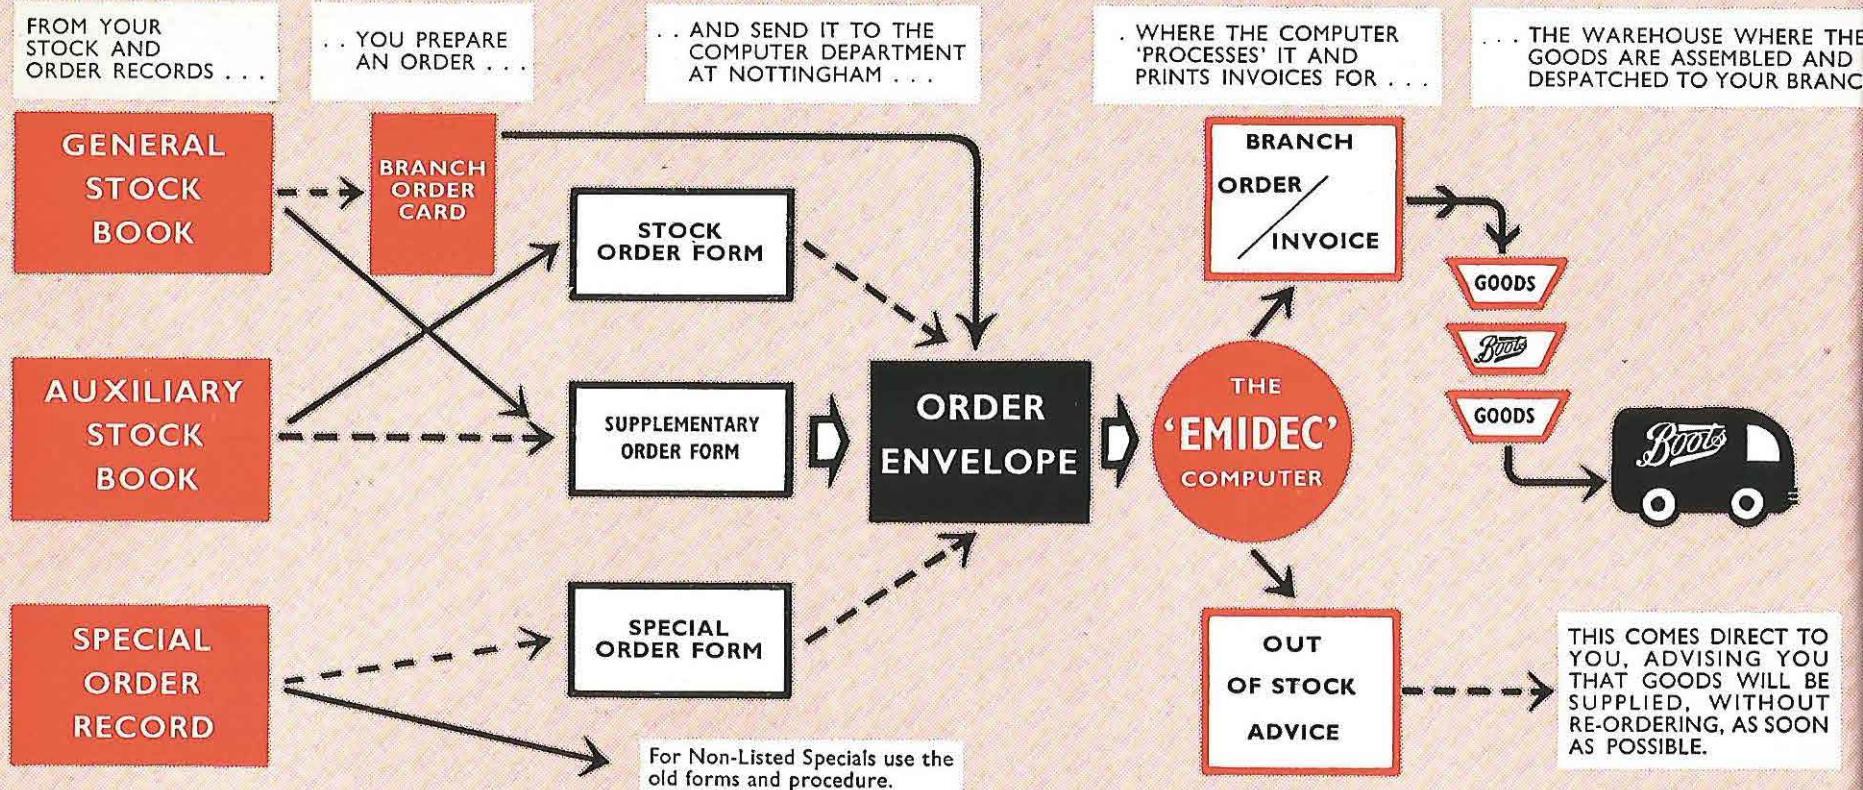 FROM YOUR
STOCK AND
ORDER RECORDS . . .
. . YOU PREPARE
AN ORDER . . .
. . AND SEND IT TO THE
COMPUTER DEPARTMENT
AT NOTTINGHAM . . .
. WHERE THE COMPUTER
'PROCESSES' IT AND
PRINTS INVOICES FOR . . .
. . . THE WAREHOUSE WHERE THE
GOODS ARE ASSEMBLED AND
DESPATCHED TO YOUR BRANC
GENERAL
STOCK
BOOK
BRANCH
ORDER
CARD
STOCK
ORDER FORM
BRANCH
ORDER /
INVOICE
GOODS
Boots
GOODS
AUXILIARY
STOCK
BOOK
SUPPLEMENTARY
ORDER FORM
ORDER
ENVELOPE
THE
'EMIDEC'
COMPUTER
Boots
SPECIAL
ORDER
RECORD
SPECIAL
ORDER FORM
For Non-Listed Specials use the
old forms and procedure.
OUT
OF STOCK
ADVICE
THIS COMES DIRECT TO
YOU, ADVISING YOU
THAT GOODS WILL BE
SUPPLIED, WITHOUT
RE-ORDERING, AS SOON
AS POSSIBLE.